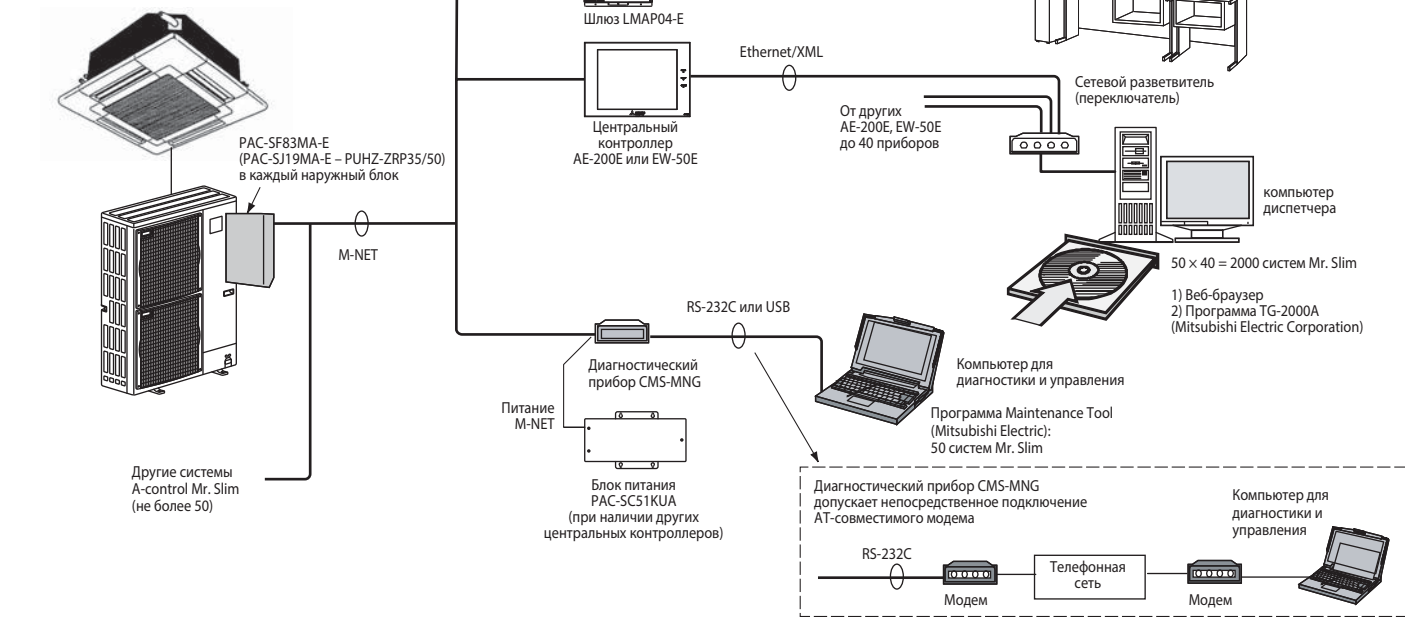 Шлюз LMAP04-E
Ethernet/XML
Сетевой разветвитель
(переключатель)
От других
AE-200E, EW-50E
до 40 приборов
Центральный
контроллер
AE-200E или EW-50E
PAC-SF83MA-E
(PAC-SJ19MA-E – PUHZ-ZRP35/50)
в каждый наружный блок
M-NET
компьютер
диспетчера
50 × 40 = 2000 систем Mr. Slim
1) Веб-браузер
2) Программа TG-2000A
(Mitsubishi Electric Corporation)
RS-232C или USB
Диагностический
прибор CMS-MNG
Компьютер для
диагностики и управления
Программа Maintenance Tool
(Mitsubishi Electric):
50 систем Mr. Slim
Питание
M-NET
Блок питания
PAC-SC51KUA
(при наличии других
центральных контроллеров)
Другие системы
A-control Mr. Slim
(не более 50)
Диагностический прибор CMS-MNG
допускает непосредственное подключение
АТ-совместимого модема
Компьютер для
диагностики и
управления
RS-232C
Модем
Телефонная
сеть
Модем